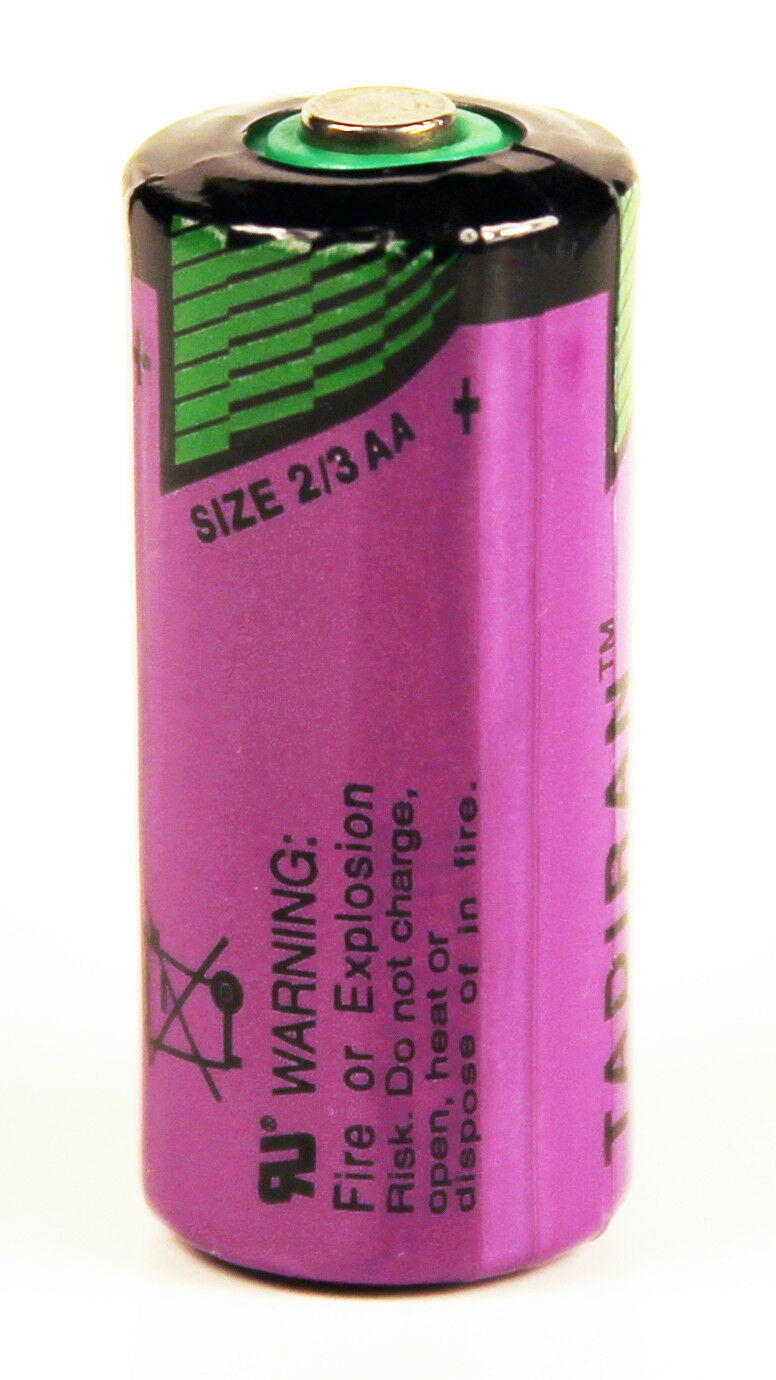 SIZE 2/3 AA
+
+
WARNING:
Fire or Explosion
Risk. Do not charge,
open, heat or
dispose of in fire.
TADIRAN™